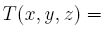 T(x, y, z) =